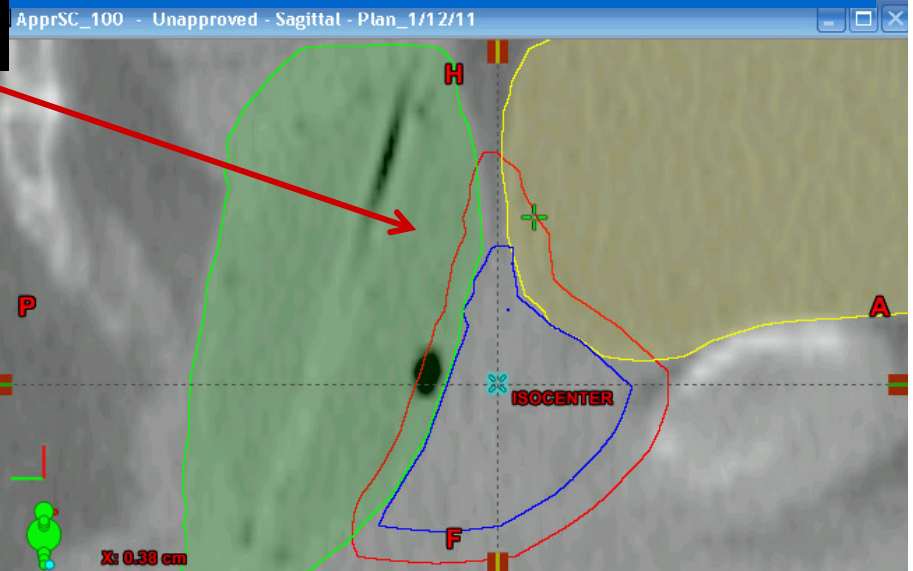 ApprSC_100 - Unapproved - Sagittal - Plan_1/12/11
H
P
A
ISOCENTER
F
X: 0.38 cm